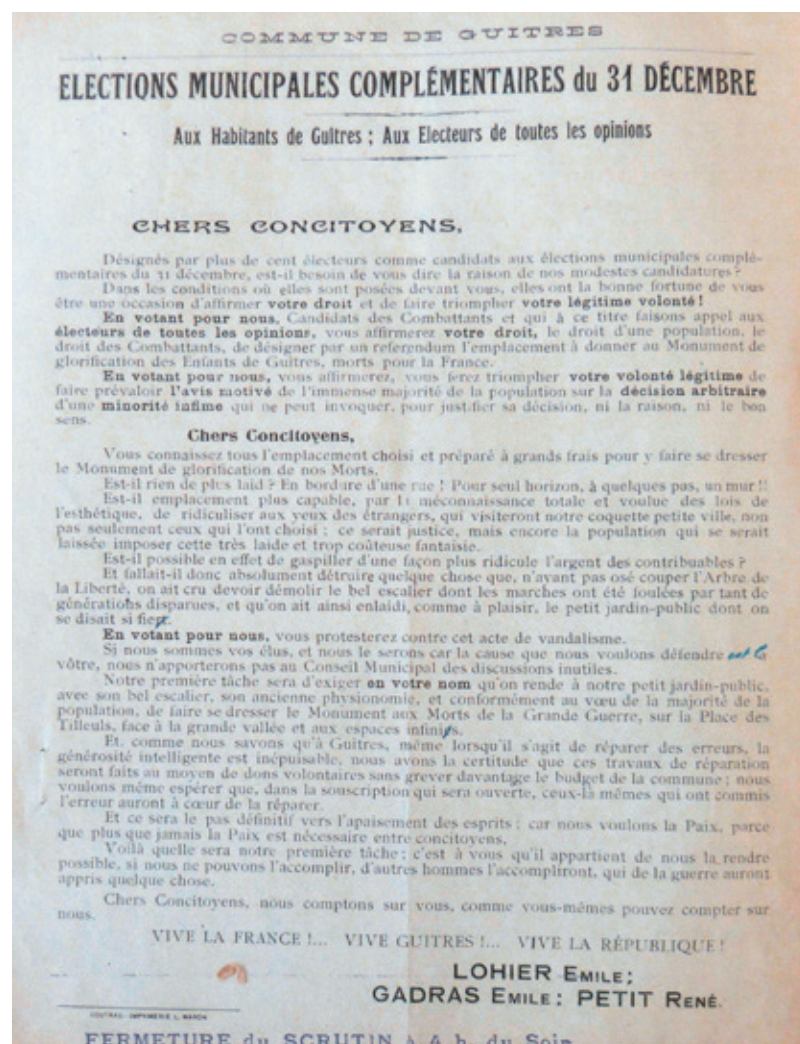 COMMUNE DE GUITRES
ELECTIONS MUNICIPALES COMPLÉMENTAIRES du 31 DÉCEMBRE
Aux Habitants de Guîtres ; Aux Electeurs de toutes les opinions
CHERS CONCITOYENS,
Désignés par plus de cent électeurs comme candidats aux élections municipales complé-
mentaires du 31 décembre, est-il besoin de vous dire la raison de nos modestes candidatures ?
Dans les conditions où elles sont posées devant vous, elles ont la bonne fortune de vous
être une occasion d'affirmer votre droit et de faire triompher votre légitime volonté !
En votant pour nous, Candidats des Combattants et qui à ce titre faisons appel aux
électeurs de toutes les opinions, vous affirmerez votre droit, le droit d'une population, le
droit des Combattants, de désigner par un referendum l'emplacement à donner au Monument de
glorification des Enfants de Guîtres, morts pour la France.
En votant pour nous, vous affirmerez, vous ferez triompher votre volonté légitime de
faire prévaloir l'avis motivé de l'immense majorité de la population sur la décision arbitraire
d'une minorité infime qui ne peut invoquer, pour justifier sa décision, ni la raison, ni le bon
sens.
Chers Concitoyens,
Vous connaissez tous l'emplacement choisi et préparé à grands frais pour y faire se dresser
le Monument de glorification de nos Morts.
Est-il rien de plus laid ? En bordure d'une rue ! Pour seul horizon, à quelques pas, un mur !!
Est-il emplacement plus capable, par la méconnaissance totale et voulue des lois de
l'esthétique, de ridiculiser aux yeux des étrangers, qui visiteront notre coquette petite ville, non
pas seulement ceux qui l'ont choisi ; ce serait justice, mais encore la population qui se serait
laissée imposer cette très laide et trop coûteuse fantaisie.
Est-il possible en effet de gaspiller d'une façon plus ridicule l'argent des contribuables ?
Et fallait-il donc absolument détruire quelque chose que, n'ayant pas osé couper l'Arbre de
la Liberté, on ait cru devoir démolir le bel escalier dont les marches ont été foulées par tant de
générations disparues, et qu'on ait ainsi enlaidi, comme à plaisir, le petit jardin-public dont on
se disait si fier.
En votant pour nous, vous protesterez contre cet acte de vandalisme.
Si nous sommes vos élus, et nous le serons car la cause que nous voulons défendre est la
vôtre, nous n'apporterons pas au Conseil Municipal des discussions inutiles.
Notre première tâche sera d'exiger en votre nom qu'on rende à notre petit jardin-public,
avec son bel escalier, son ancienne physionomie, et conformément au vœu de la majorité de la
population, de faire se dresser le Monument aux Morts de la Grande Guerre, sur la Place des
Tilleuls, face à la grande vallée et aux espaces infinis.
Et, comme nous savons qu'à Guîtres, même lorsqu'il s'agit de réparer des erreurs, la
générosité intelligente est inépuisable, nous avons la certitude que ces travaux de réparation
seront faits au moyen de dons volontaires sans grever davantage le budget de la commune ; nous
voulons même espérer que, dans la souscription qui sera ouverte, ceux-là mêmes qui ont commis
l'erreur auront à cœur de la réparer.
Et ce sera le pas définitif vers l'apaisement des esprits ; car nous voulons la Paix, parce
que plus que jamais la Paix est nécessaire entre concitoyens.
Voilà quelle sera notre première tâche ; c'est à vous qu'il appartient de nous la rendre
possible, si nous ne pouvons l'accomplir, d'autres hommes l'accompliront, qui de la guerre auront
appris quelque chose.
Chers Concitoyens, nous comptons sur vous, comme vous-mêmes pouvez compter sur
nous.
VIVE LA FRANCE !... VIVE GUITRES !... VIVE LA RÉPUBLIQUE !
LOHIER EMILE ;
GADRAS EMILE ; PETIT RENÉ.
COUTRAS. IMPRIMERIE L. MARON
FERMETURE du SCRUTIN à 4 h. du Soir